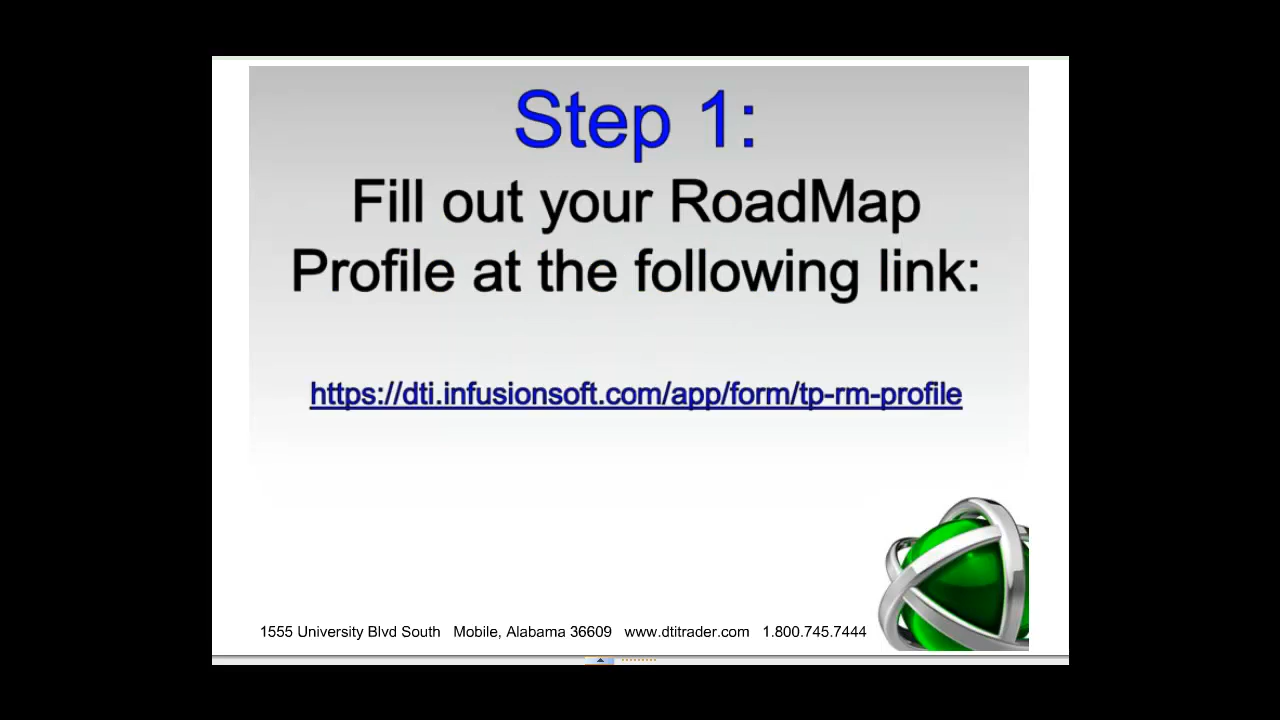 Step 1:
Fill out your RoadMap
Profile at the following link:
https://dti.infusionsoft.com/app/form/tp-rm-profile
1555 University Blvd South Mobile, Alabama 36609 www.dtitrader.com 1.800.745.7444